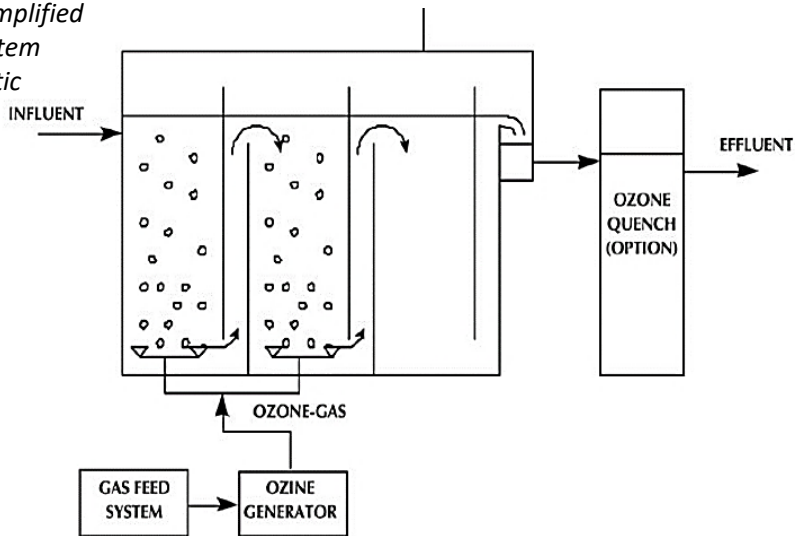 mplified
tem
tic
INFLUENT
EFFLUENT
OZONE
QUENCH
(OPTION)
OZONE-GAS
GAS FEED
SYSTEM
OZINE
GENERATOR